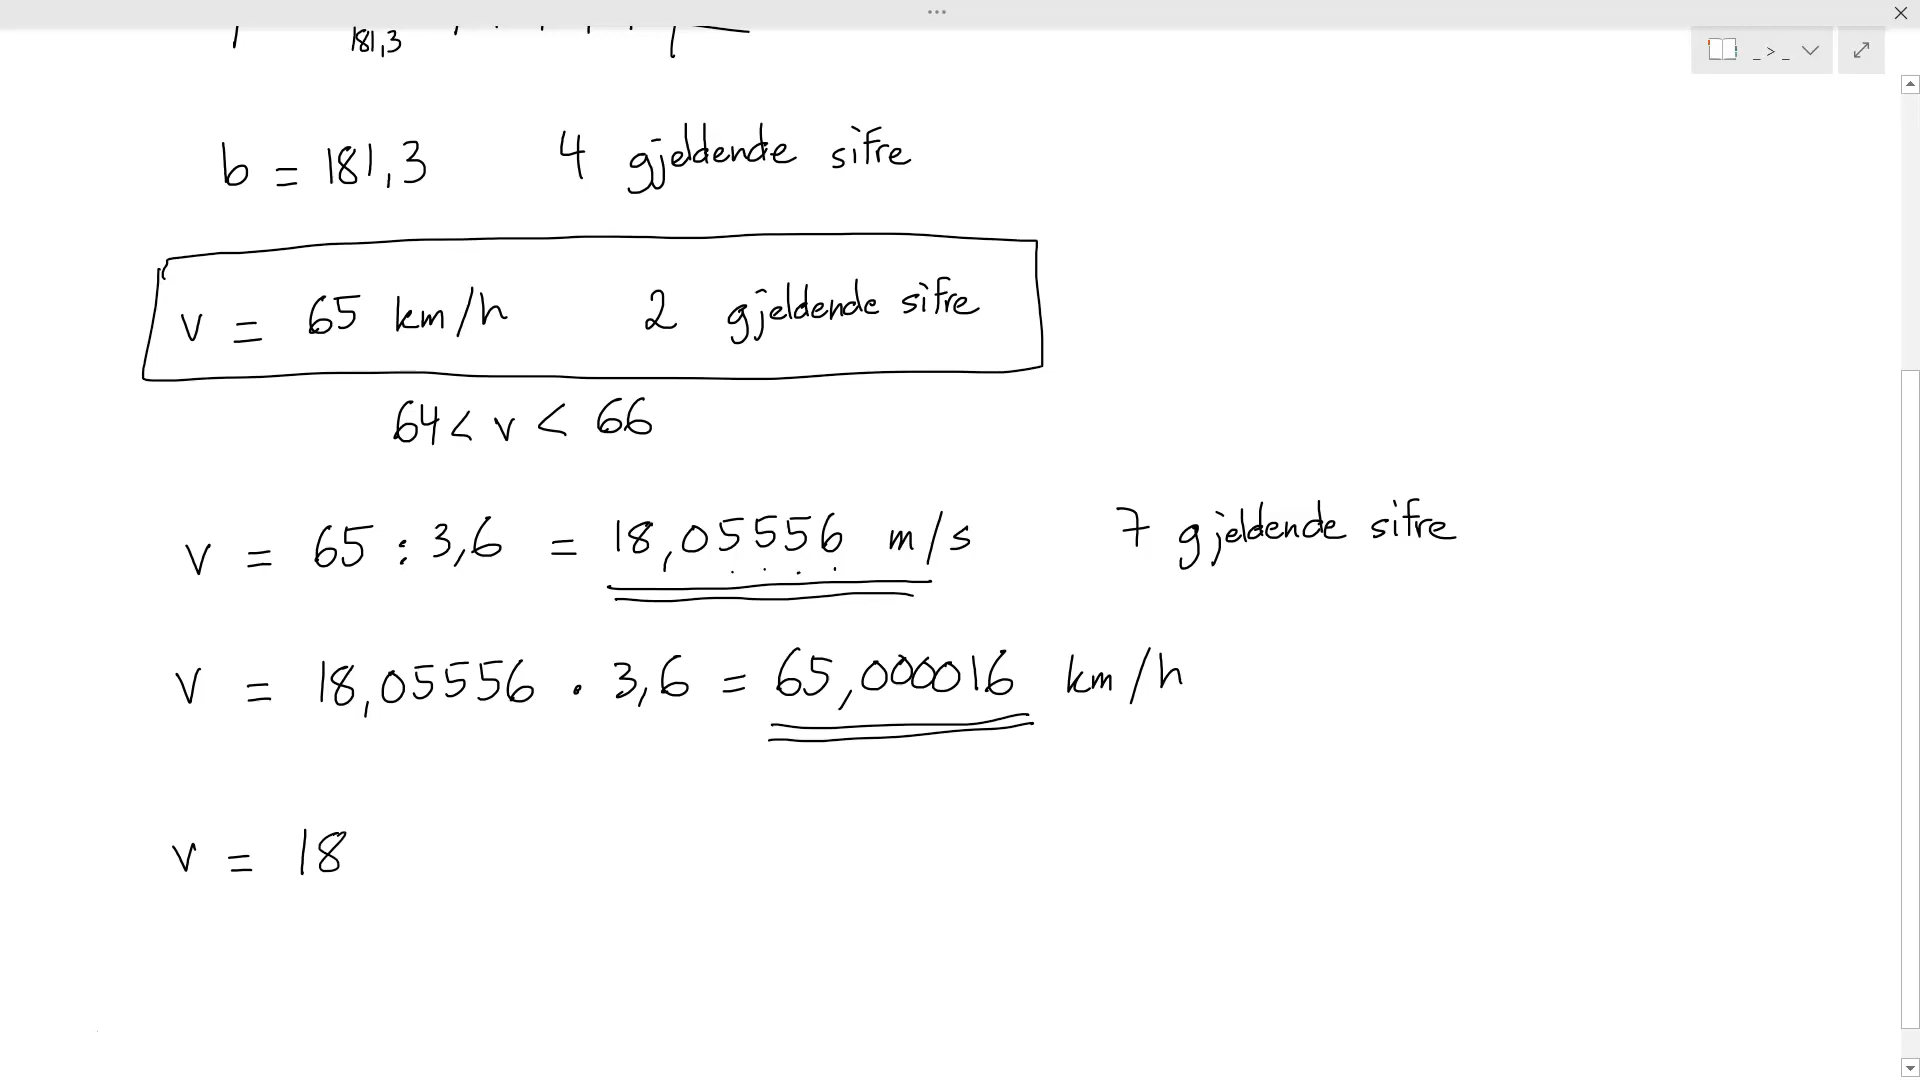 181,3
b = 181,3 4 gjeldende sifre
v = 65 km/h 2 gjeldende sifre
64 < v < 66
v = 65 : 3,6 = 18,05556 m/s 7 gjeldende sifre
v = 18,05556 · 3,6 = 65,000016 km/h
v = 18